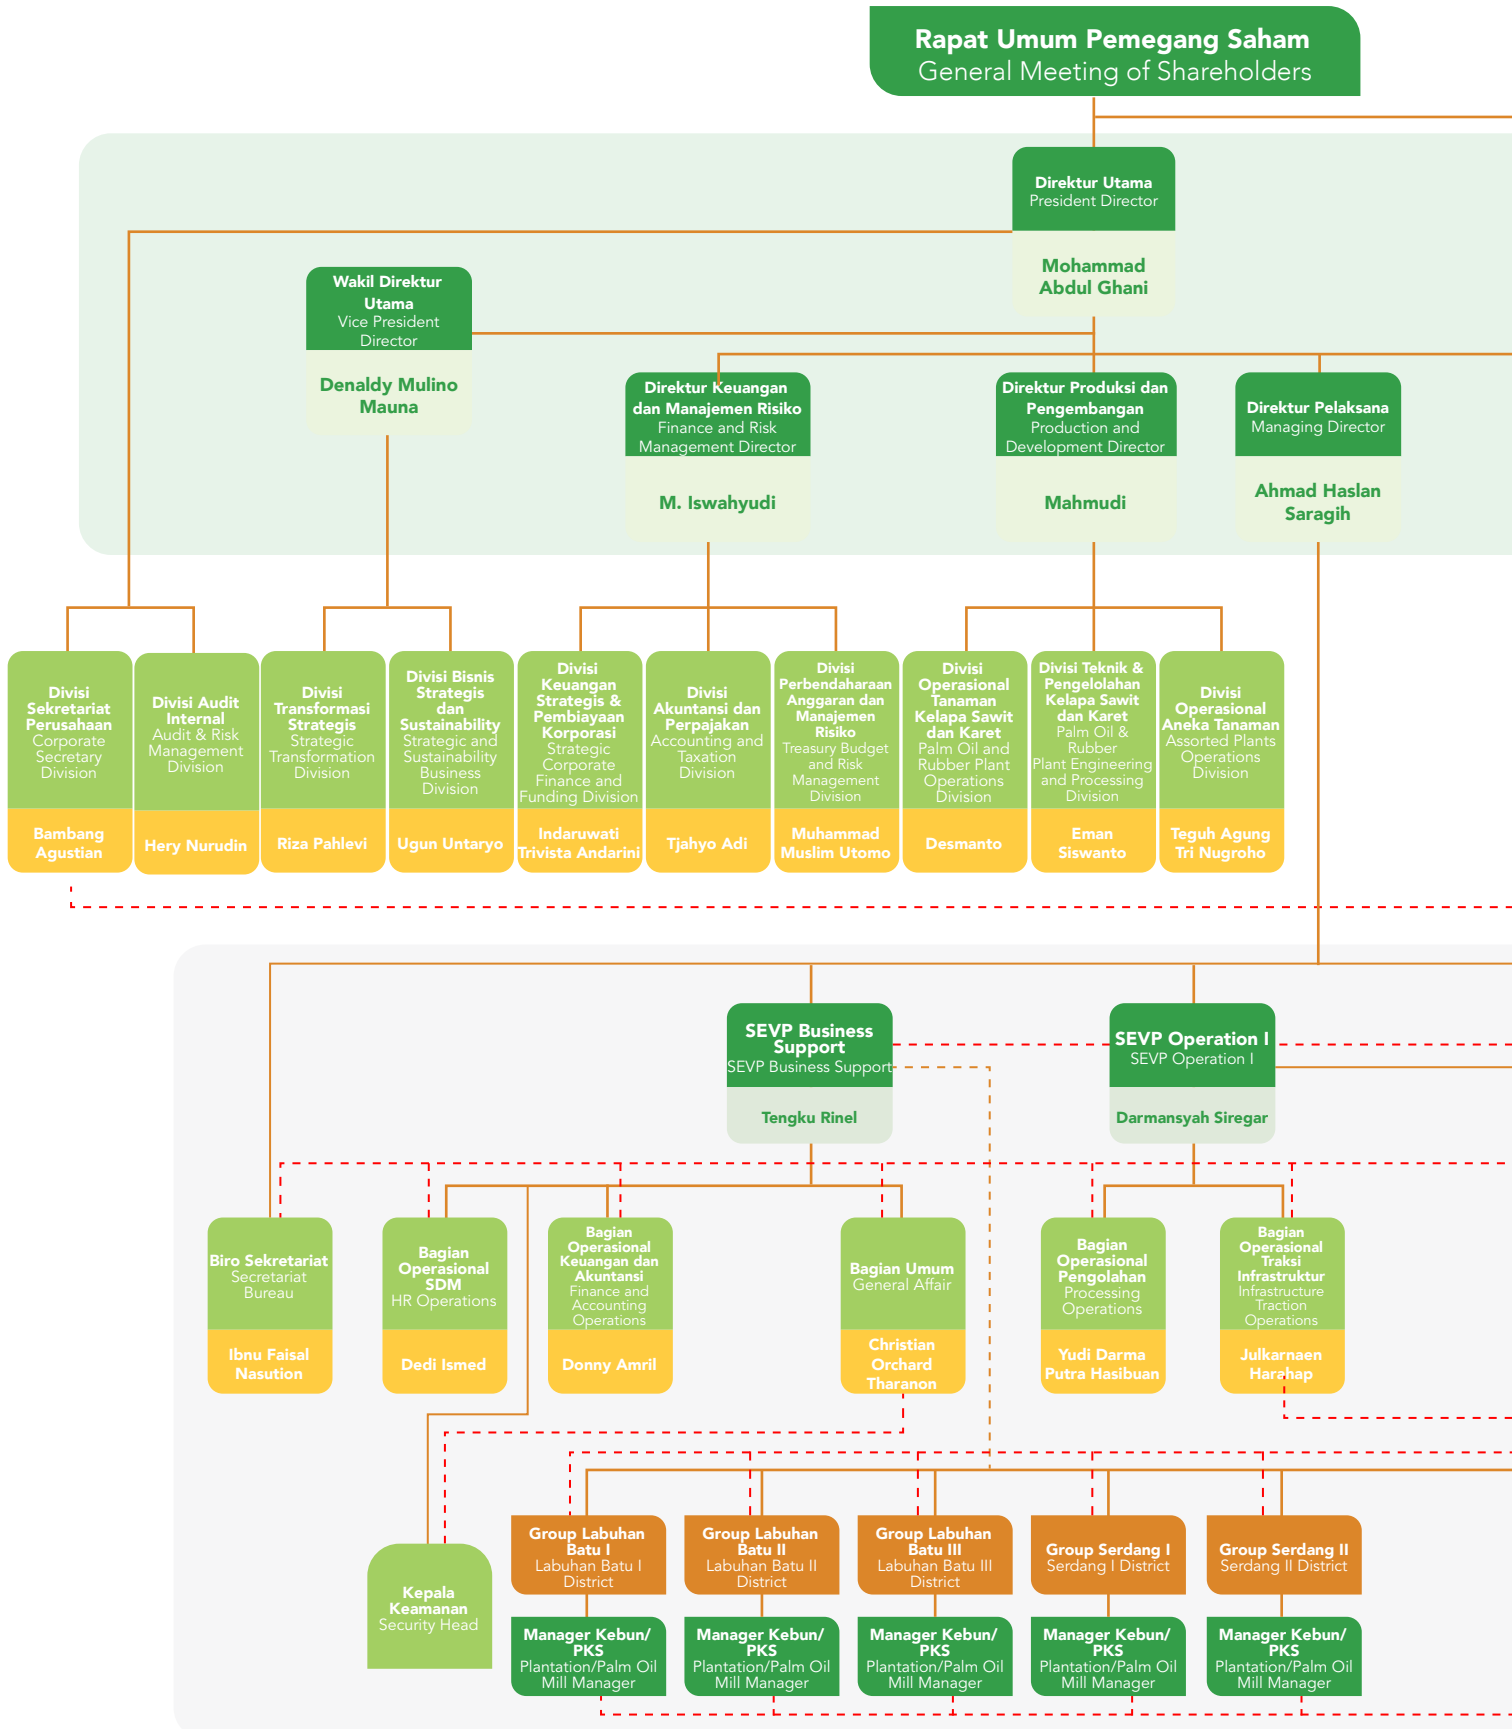 Rapat Umum Pemegang Saham
General Meeting of Shareholders
Direktur Utama
President Director
Mohammad
Abdul Ghani
Wakil Direktur
Utama
Vice President
Director
Denaldy Mulino
Mauna
Direktur Keuangan
dan Manajemen Risiko
Finance and Risk
Management Director
M. Iswahyudi
Direktur Produksi dan
Pengembangan
Production and
Development Director
Mahmudi
Direktur Pelaksana
Managing Director
Ahmad Haslan
Saragih
Divisi
Sekretariat
Perusahaan
Corporate
Secretary
Division
Bambang
Agustian
Divisi Audit
Internal
Audit & Risk
Management
Division
Hery Nurudin
Divisi
Transformasi
Strategis
Strategic
Transformation
Division
Riza Pahlevi
Divisi Bisnis
Strategis
dan
Sustainability
Strategic and
Sustainability
Business
Division
Ugun Untaryo
Divisi
Keuangan
Strategis &
Pembiayaan
Korporasi
Strategic
Corporate
Finance and
Funding Division
Indaruwati
Trivista Andarini
Divisi
Akuntasi dan
Perpajakan
Accounting and
Taxation
Division
Tjahyo Adi
Divisi
Perbendaharaan
Anggaran dan
Manajemen
Risiko
Treasury Budget
and Risk
Management
Division
Muhammad
Muslim Utomo
Divisi
Operasional
Tanaman
Kelapa Sawit
dan Karet
Palm Oil and
Rubber Plant
Operations
Division
Desmanto
Divisi Teknik &
Pengelolahan
Kelapa Sawit
dan Karet
Palm Oil &
Rubber
Plant Engineering
and Processing
Division
Eman
Siswanto
Divisi
Operasional
Aneka Tanaman
Assorted Plants
Operations
Division
Teguh Agung
Tri Nugroho
SEVP Business
Support
SEVP Business Support
Tengku Rinel
SEVP Operation I
SEVP Operation I
Darmansyah Siregar
Biro Sekretariat
Secretariat
Bureau
Ibnu Faisal
Nasution
Bagian
Operasional
SDM
HR Operations
Dedi Ismed
Bagian
Operasional
Keuangan dan
Akuntansi
Finance and
Accounting
Operations
Donny Amril
Bagian Umum
General Affair
Christian
Orchard
Tharanon
Bagian
Operasional
Pengolahan
Processing
Operations
Yudi Darma
Putra Hasibuan
Bagian
Operasional
Traksi
Infrastruktur
Infrastructure
Traction
Operations
Julkarnaen
Harahap
Kepala
Keamanan
Security Head
Group Labuhan
Batu I
Labuhan Batu I
District
Group Labuhan
Batu II
Labuhan Batu II
District
Group Labuhan
Batu III
Labuhan Batu III
District
Group Serdang I
Serdang I District
Group Serdang II
Serdang II District
Manager Kebun/
PKS
Plantation/Palm Oil
Mill Manager
Manager Kebun/
PKS
Plantation/Palm Oil
Mill Manager
Manager Kebun/
PKS
Plantation/Palm Oil
Mill Manager
Manager Kebun/
PKS
Plantation/Palm Oil
Mill Manager
Manager Kebun/
PKS
Plantation/Palm Oil
Mill Manager